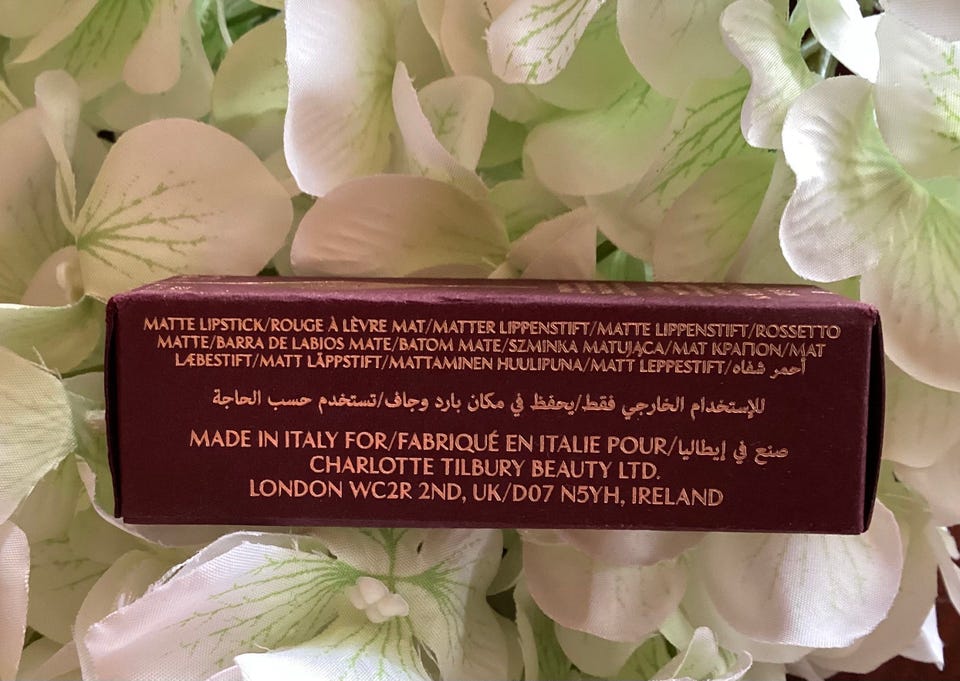 MATTE LIPSTICK/ROUGE À LÈVRE MAT/MATTER LIPPENSTIFT/MATTE LIPPENSTIFT/ROSSETTO
MATTE/BARRA DE LABIOS MATE/BATOM MATE/SZMINKA MATUJĄCA/MAT КРАПОН/MAT
LÆBESTIFT/MATT LÄPPSTIFT/MATTAMINEN HUULIPUNA/MATT LEPPESTIFT/أحمر شفاه
للإستخدام الخارجي فقط/يحفظ في مكان بارد وجاف/تستخدم حسب الحاجة
MADE IN ITALY FOR/FABRIQUÉ EN ITALIE POUR/صنع في إيطاليا
CHARLOTTE TILBURY BEAUTY LTD.
LONDON WC2R 2ND, UK/D07 N5YH, IRELAND